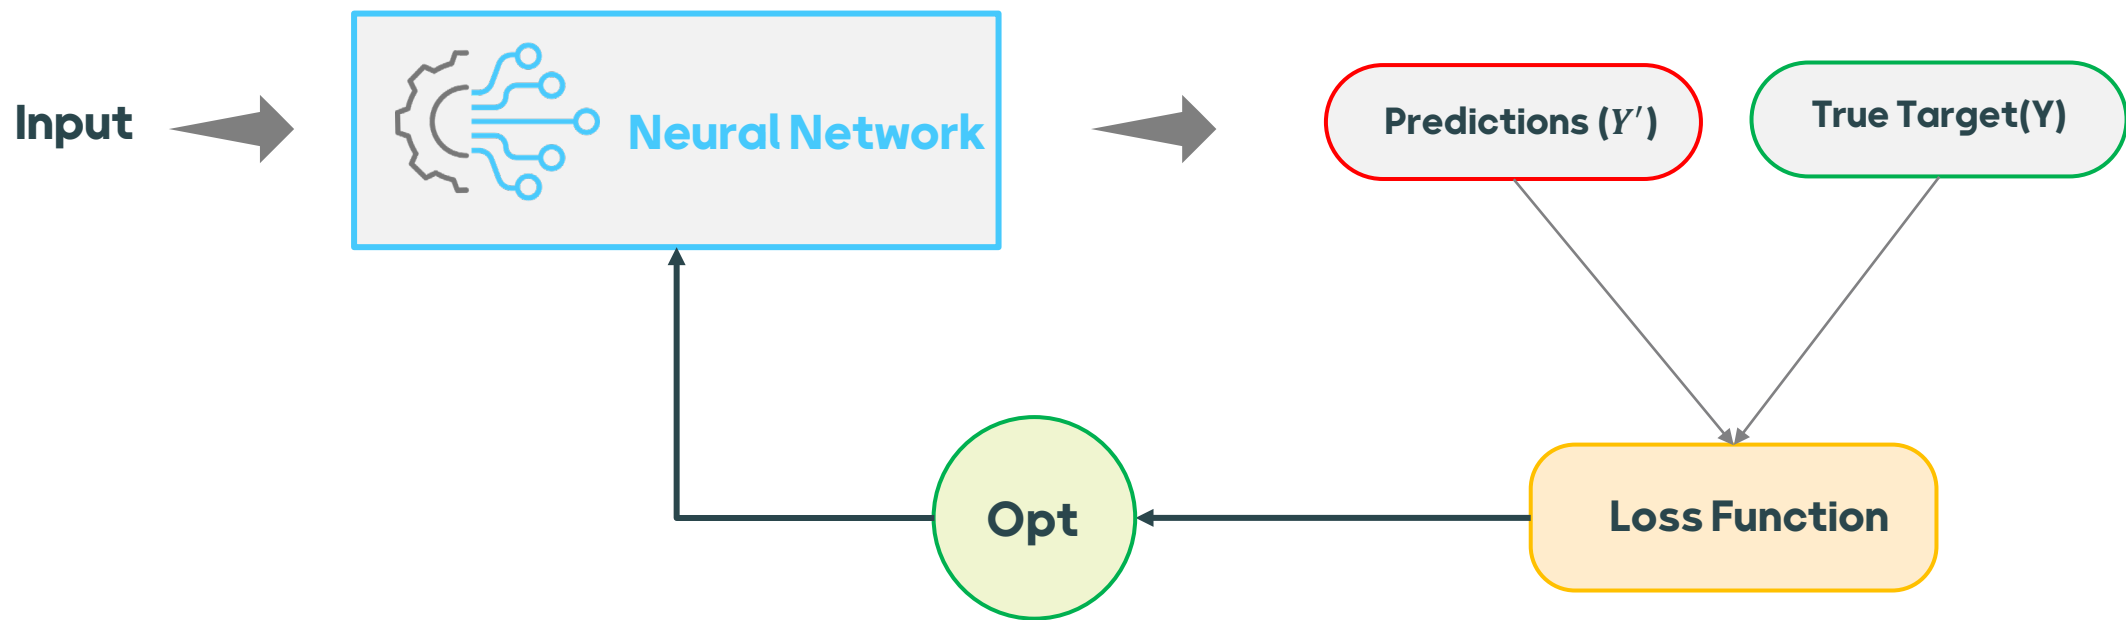 Input
Neural Network
Predictions (Y′)
True Target(Y)
Opt
Loss Function